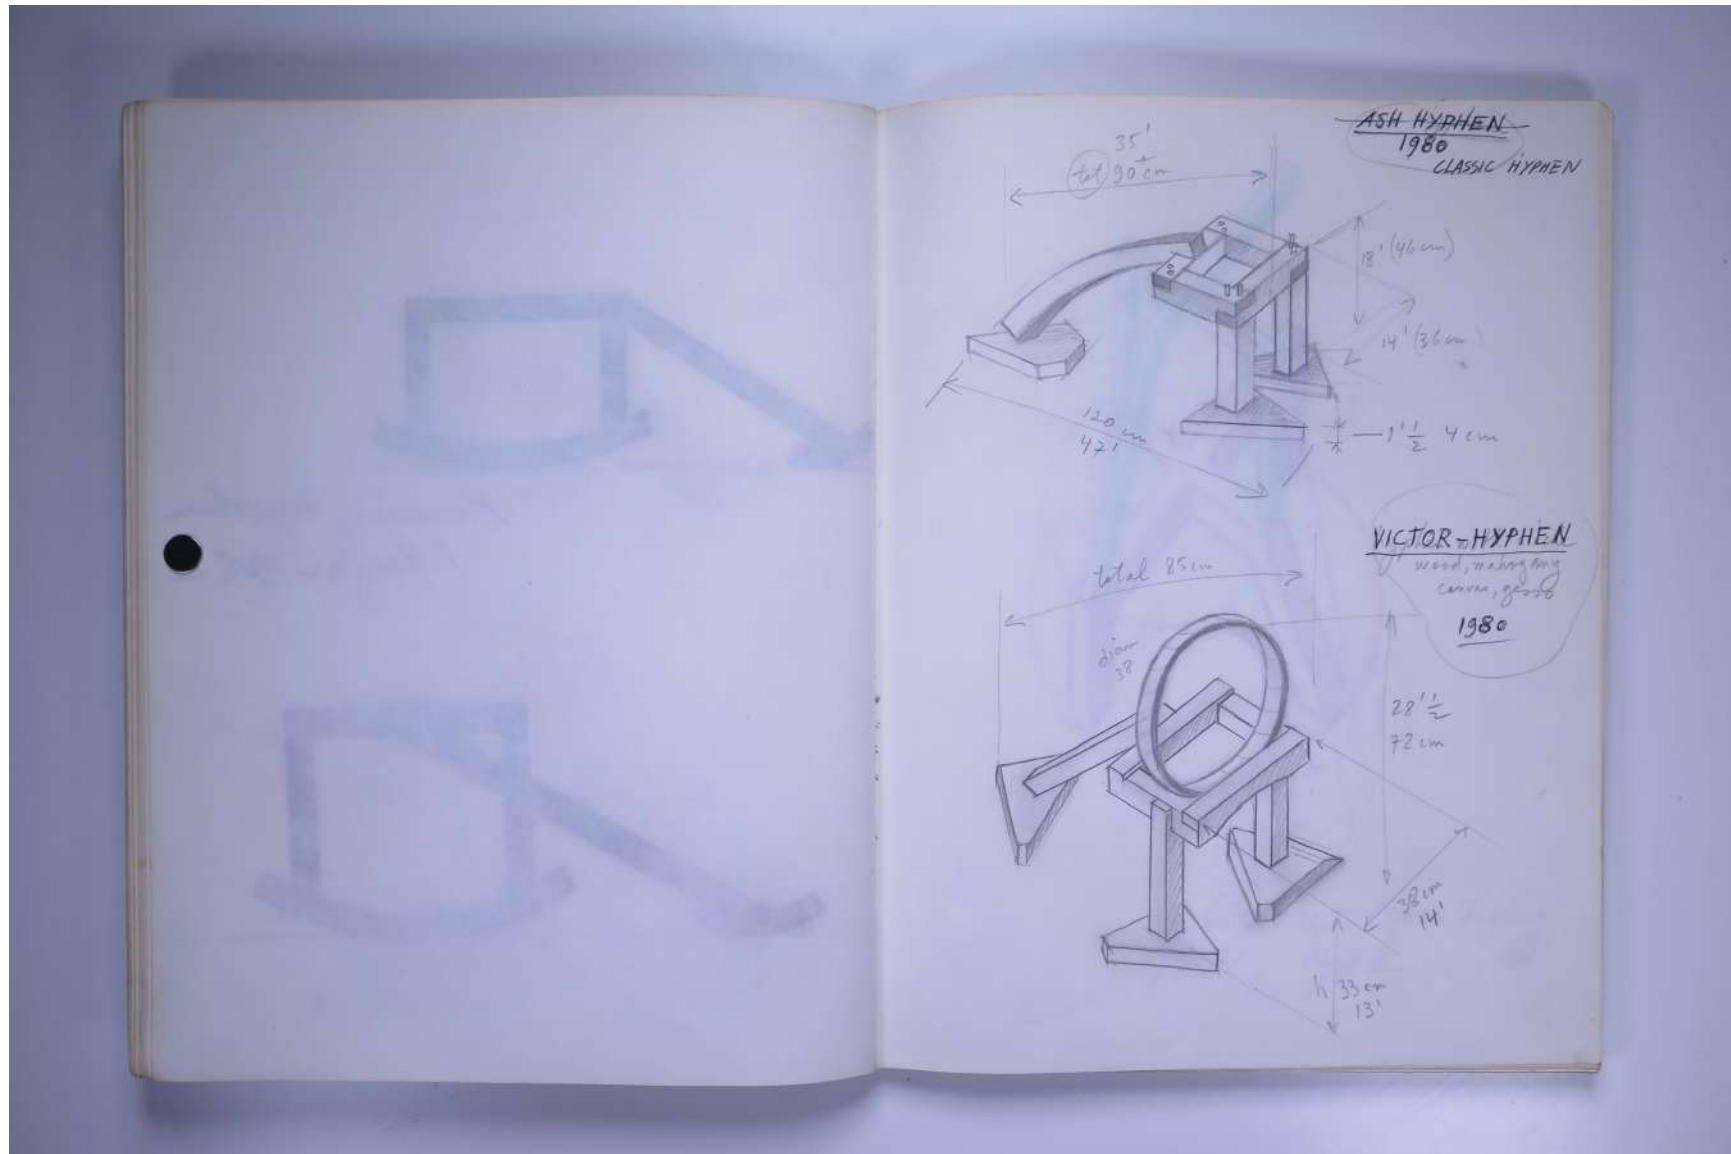 ASH HYPHEN
1980
CLASSIC HYPHEN
35'
tot 90 cm
18' (46 cm)
14' (36 cm)
120 cm
47'
1' 1/2 4 cm
VICTOR-HYPHEN
wood, mahogany
canvas, gesso
1980
total 85 cm
diam
38
28' 1/2
72 cm
38 cm
14'
h 33 cm
13'